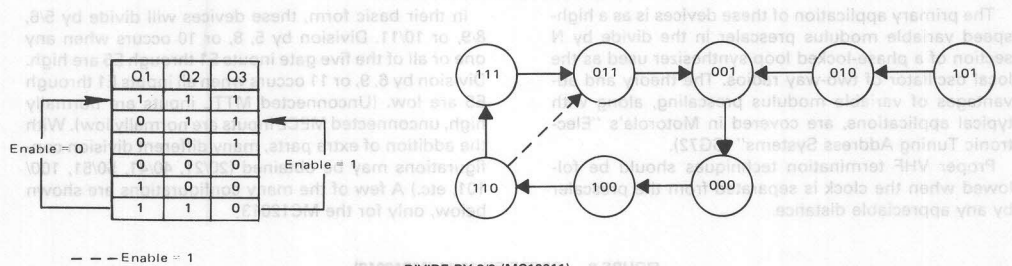 The primary application of these devices is as a high-
speed variable modulus prescaler in the divide by N
section of a phase-locked loop synthesizer used as the
local oscillator of two-way radios. The theory and ad-
vantages of variable modulus prescaling, along with
typical applications, are covered in Motorola's "Elec-
tronic Tuning Address Systems"
Proper VHF termination techniques should be fol-
lowed when the clock is separated from the prescaler
by any appreciable distance.
In their basic form, these devices will divide by 5/6,
8/9, or 10/11. Division by 5, 8, or 10 occurs when any
one or all of the five gate inputs E1 through E5 are high.
Division by 6, 9, or 11 occurs when all inputs E1 through
E5 are low. (Unconnected MTTL inputs are normally
high, unconnected MECL inputs are normally low). With
the addition of extra parts, many different division
configurations may be obtained (20/21, 40/41, 50/51, 100/
101, etc.) A few of the many configurations are shown
below, only for the MC12013
Q1 Q2 Q3
1 1 1
0 1 1
0 0 1
0 0 0
1 0 0
1 1 0
Enable = 0
Enable = 1
111
011
001
010
101
110
100
000
--- Enable = 1